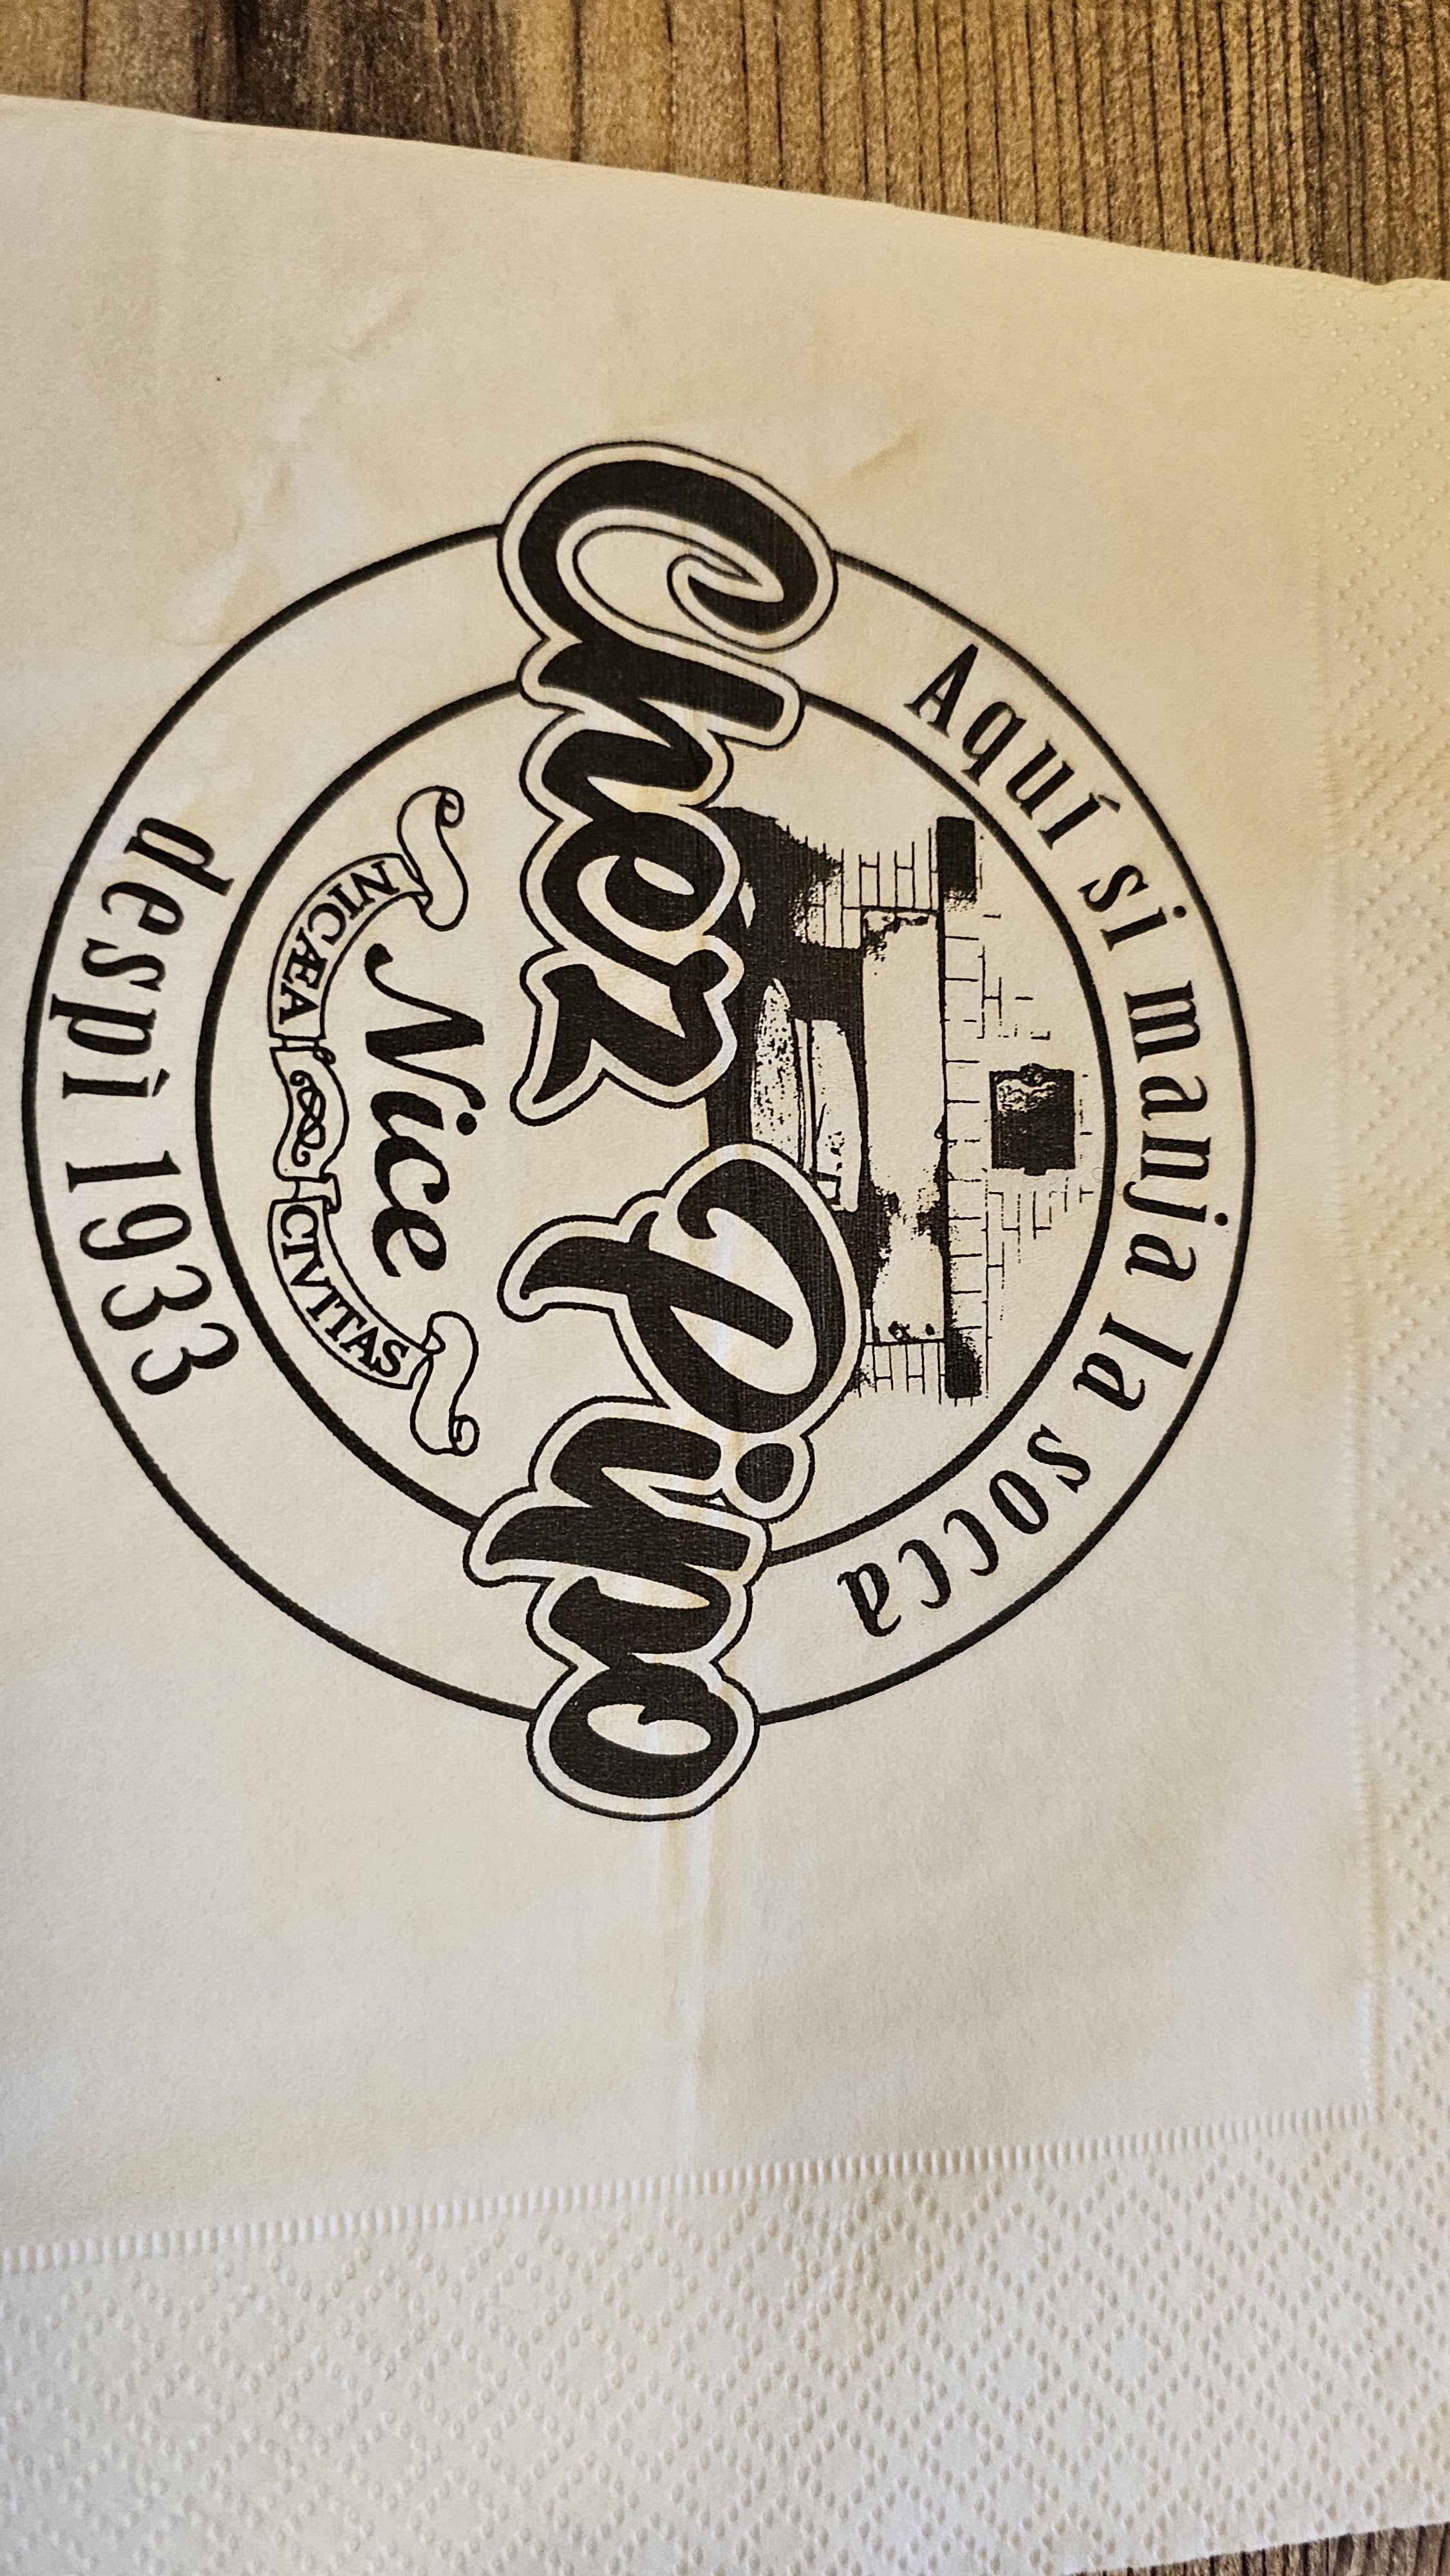 Aquí si manja la socca
Chez Pipo
Nice
NICÆA CIVITAS
despì 1933